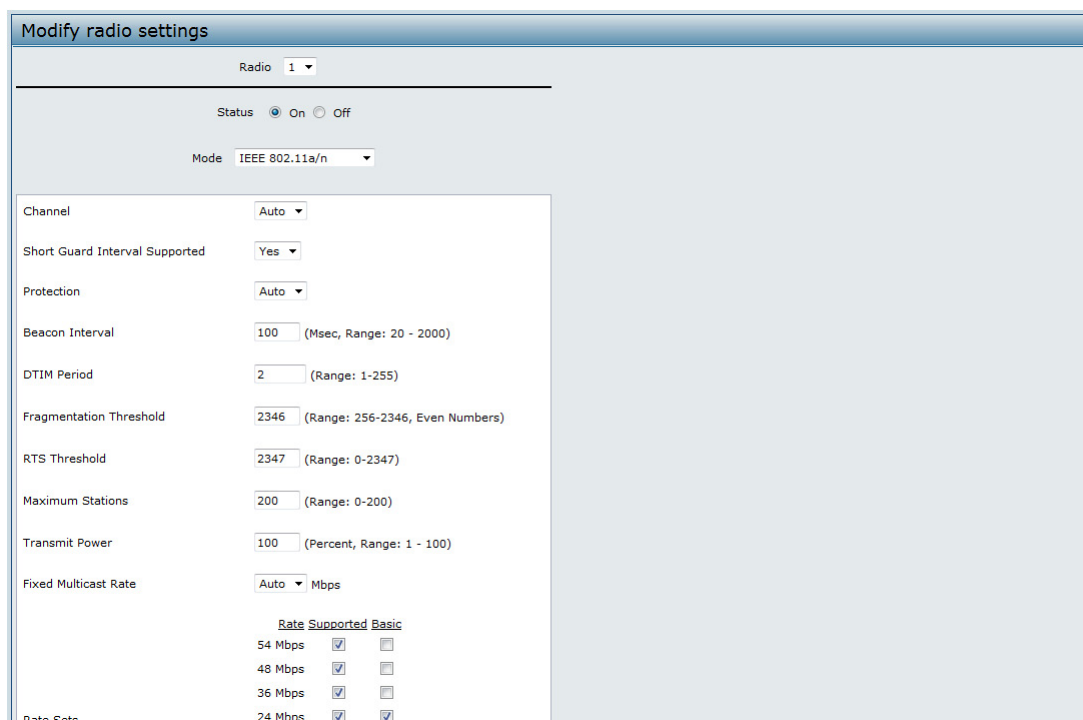 Modify radio settings
Radio 1
Status On Off
Mode IEEE 802.11a/n
Channel Auto
Short Guard Interval Supported Yes
Protection Auto
Beacon Interval 100 (Msec, Range: 20 - 2000)
DTIM Period 2 (Range: 1-255)
Fragmentation Threshold 2346 (Range: 256-2346, Even Numbers)
RTS Threshold 2347 (Range: 0-2347)
Maximum Stations 200 (Range: 0-200)
Transmit Power 100 (Percent, Range: 1 - 100)
Fixed Multicast Rate Auto Mbps
Rate Supported Basic
54 Mbps
48 Mbps
36 Mbps
Rate Sets 24 Mbps